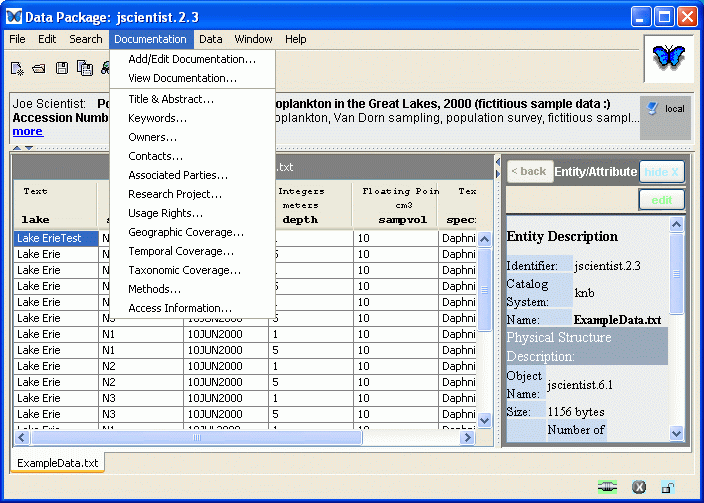 Data Package: jscientist.2.3
File Edit Search Documentation Data Window Help
Add/Edit Documentation...
View Documentation...
Title & Abstract...
Keywords...
Owners...
Contacts...
Associated Parties...
Research Project...
Usage Rights...
Geographic Coverage...
Temporal Coverage...
Taxonomic Coverage...
Methods...
Access Information...
Joe Scientist: Po oplankton in the Great Lakes, 2000 (fictitious sample data :)
Accession Numb oplankton, Van Dorn sampling, population survey, fictitious sampl...
more
local
.txt
Text Integers Floating Poin Tex
meters cm3
lake s depth sampvol spec
Lake ErieTest N 10 Daphni
Lake Erie N 5 10 Daphni
Lake Erie N 10 Daphni
Lake Erie N 10 Daphni
Lake Erie N 10 Daphni
Lake Erie N3 10JUN2000 5 10 Daphni
Lake Erie N1 10JUN2000 1 10 Daphni
Lake Erie N1 10JUN2000 5 10 Daphni
Lake Erie N2 10JUN2000 1 10 Daphni
Lake Erie N2 10JUN2000 5 10 Daphni
Lake Erie N3 10JUN2000 1 10 Daphni
Lake Erie N3 10JUN2000 5 10 Daphni
Lake Erie N1 10JUL2000 1 10 Daphni
ExampleData.txt
< back Entity/Attribute hide X
edit
Entity Description
Identifier: jscientist.2.3
Catalog
System: knb
Name: ExampleData.txt
Physical Structure
Description:
Object
Name: jscientist.6.1
Size: 1156 bytes
Number of